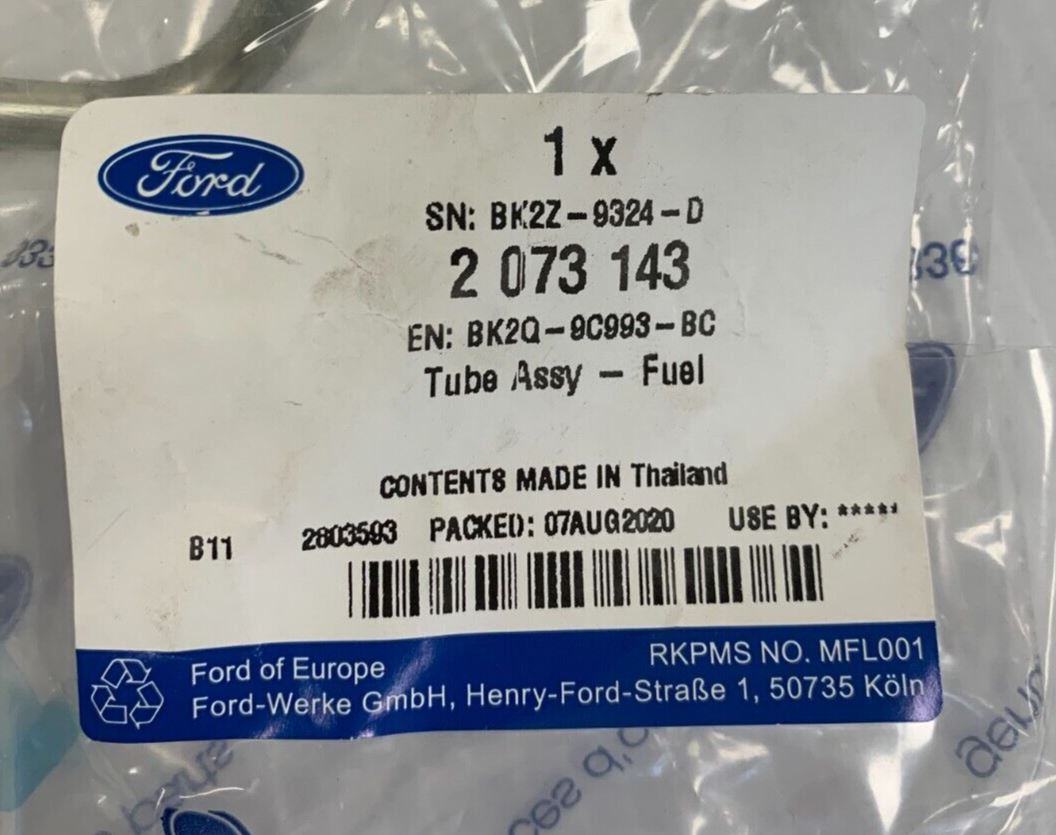 Ford
1 x
SN: BK2Z-9324-D
2 073 143
EN: BK2Q-9C993-BC
Tube Assy - Fuel
CONTENTS MADE IN Thailand
B11 2803593 PACKED: 07AUG2020 USE BY: *****
RKPMS NO. MFL001
Ford of Europe
Ford-Werke GmbH, Henry-Ford-Straße 1, 50735 Köln